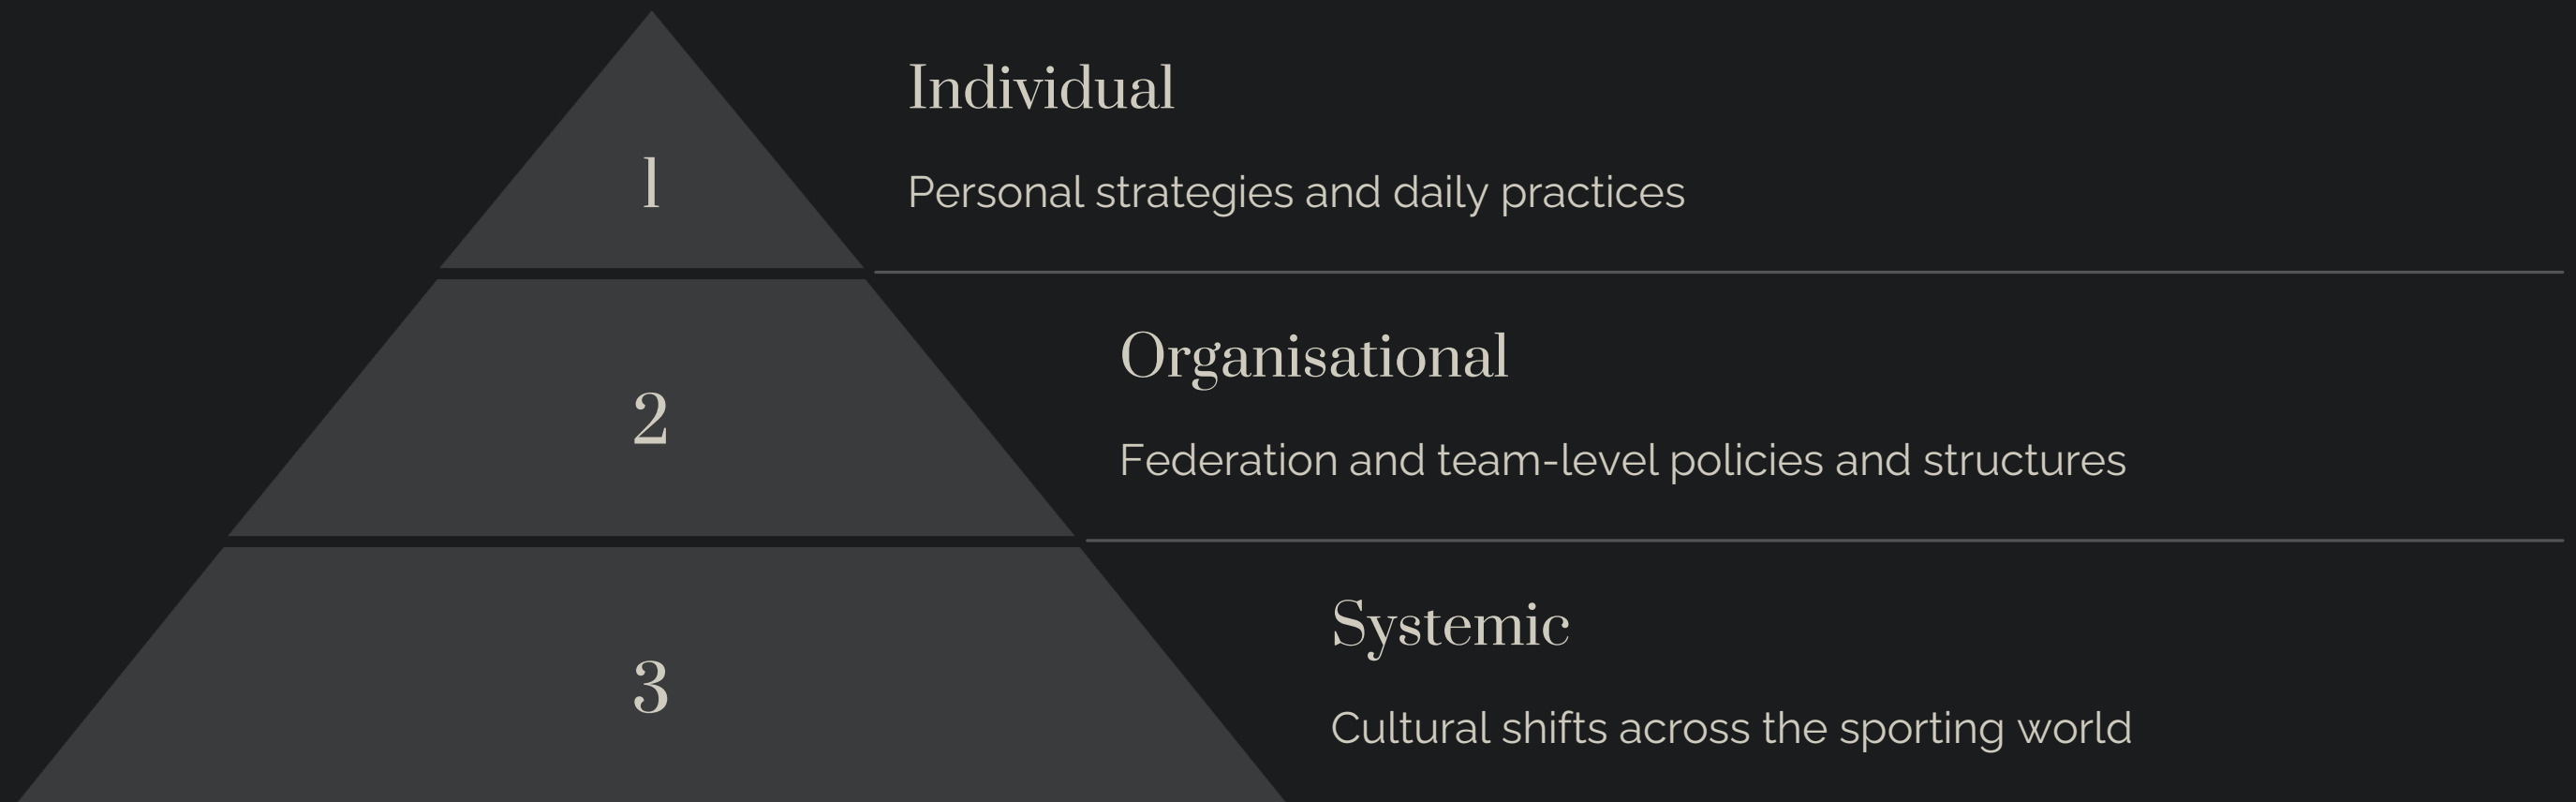 Individual
1
Personal strategies and daily practices
Organisational
2
Federation and team-level policies and structures
Systemic
3
Cultural shifts across the sporting world